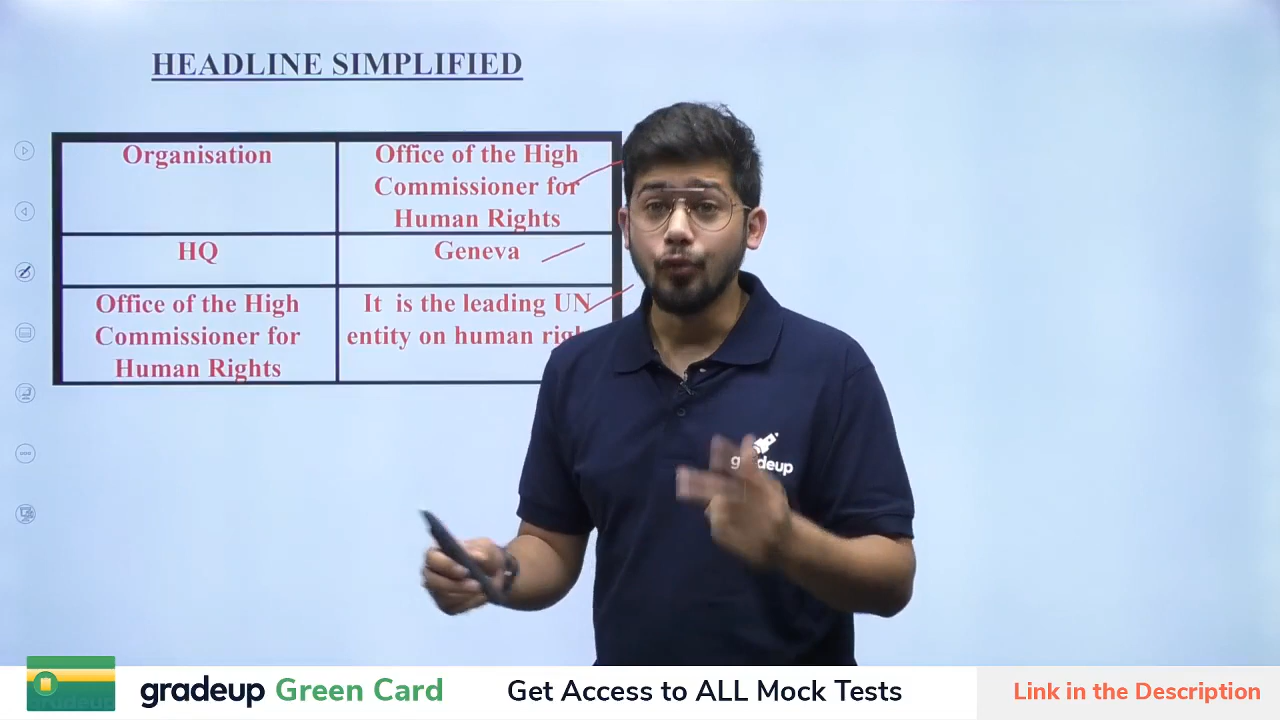 HEADLINE SIMPLIFIED
Organisation
Office of the High
Commissioner for
Human Rights
HQ
Geneva
Office of the High
Commissioner for
Human Rights
It is the leading UN
entity on human
gradeup
gradeup Green Card
Get Access to ALL Mock Tests
Link in the Description